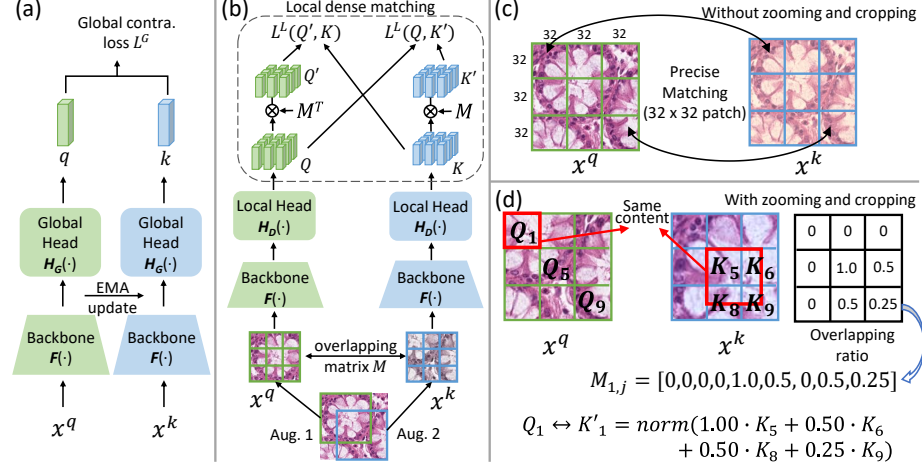 (a)
Global contra.
loss L^G
q
k
Global
Head
H_G(·)
Global
Head
H_G(·)
EMA
update
Backbone
F(·)
Backbone
F(·)
x^q
x^k
(b)
Local dense matching
L^L(Q′, K)
L^L(Q, K′)
Q′
K′
M^T
M
Q
K
Local Head
H_D(·)
Local Head
H_D(·)
Backbone
F(·)
Backbone
F(·)
overlapping
matrix M
x^q
x^k
Aug. 1
Aug. 2
(c)
Without zooming and cropping
32 32 32
32
32
32
Precise
Matching
(32 x 32 patch)
x^q
x^k
(d)
With zooming and cropping
Same
content
Q_1
Q_5
Q_9
K_5 K_6
K_8 K_9
0 0 0
0 1.0 0.5
0 0.5 0.25
x^q
x^k
Overlapping
ratio
M_{1,j} = [0,0,0,0,1.0,0.5, 0,0.5,0.25]
Q_1 ↔ K′_1 = norm(1.00 · K_5 + 0.50 · K_6
+ 0.50 · K_8 + 0.25 · K_9)